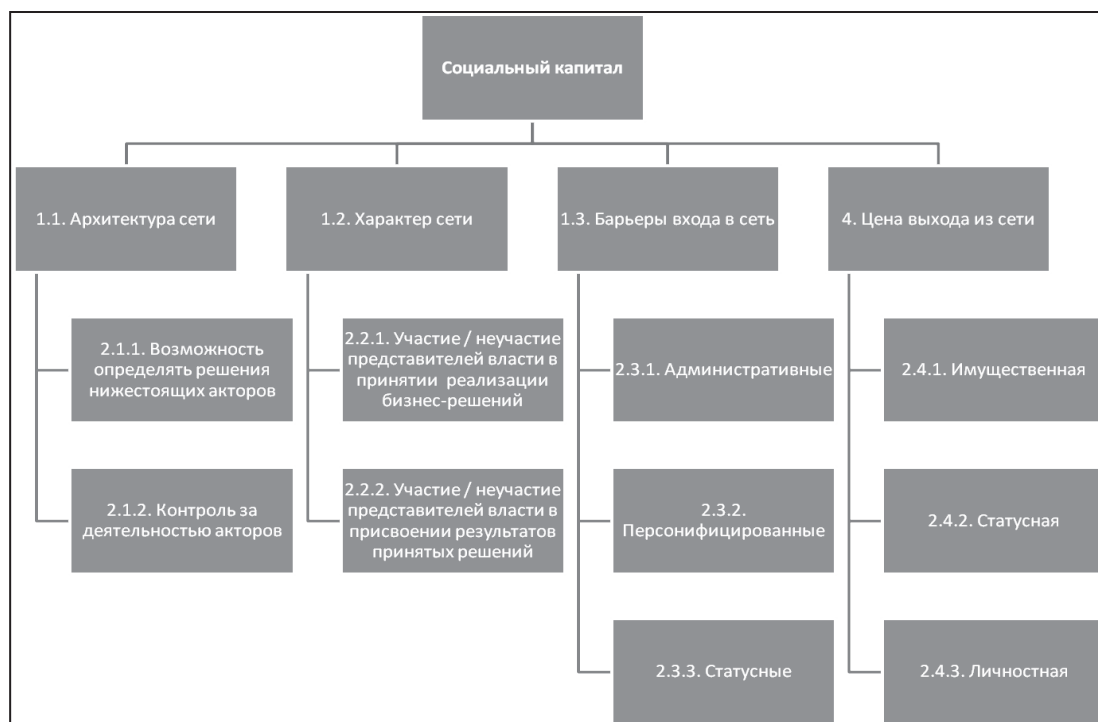 Социальный капитал
1.1. Архитектура сети
1.2. Характер сети
1.3. Барьеры входа в сеть
4. Цена выхода из сети
2.1.1. Возможность
определять решения
нижестоящих акторов
2.2.1. Участие / неучастие
представителей власти в
принятии реализации
бизнес-решений
2.3.1. Административные
2.4.1. Имущественная
2.1.2. Контроль за
деятельностью акторов
2.2.2. Участие / неучастие
представителей власти в
присвоении результатов
принятых решений
2.3.2.
Персонифицированные
2.4.2. Статусная
2.3.3. Статусные
2.4.3. Личностная